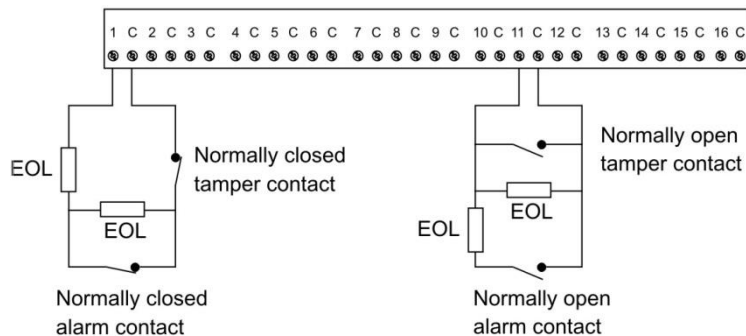 1 C 2 C 3 C 4 C 5 C 6 C 7 C 8 C 9 C 10 C 11 C 12 C 13 C 14 C 15 C 16 C
Normally closed
tamper contact
EOL
EOL
Normally closed
alarm contact
Normally open
tamper contact
EOL
EOL
Normally open
alarm contact